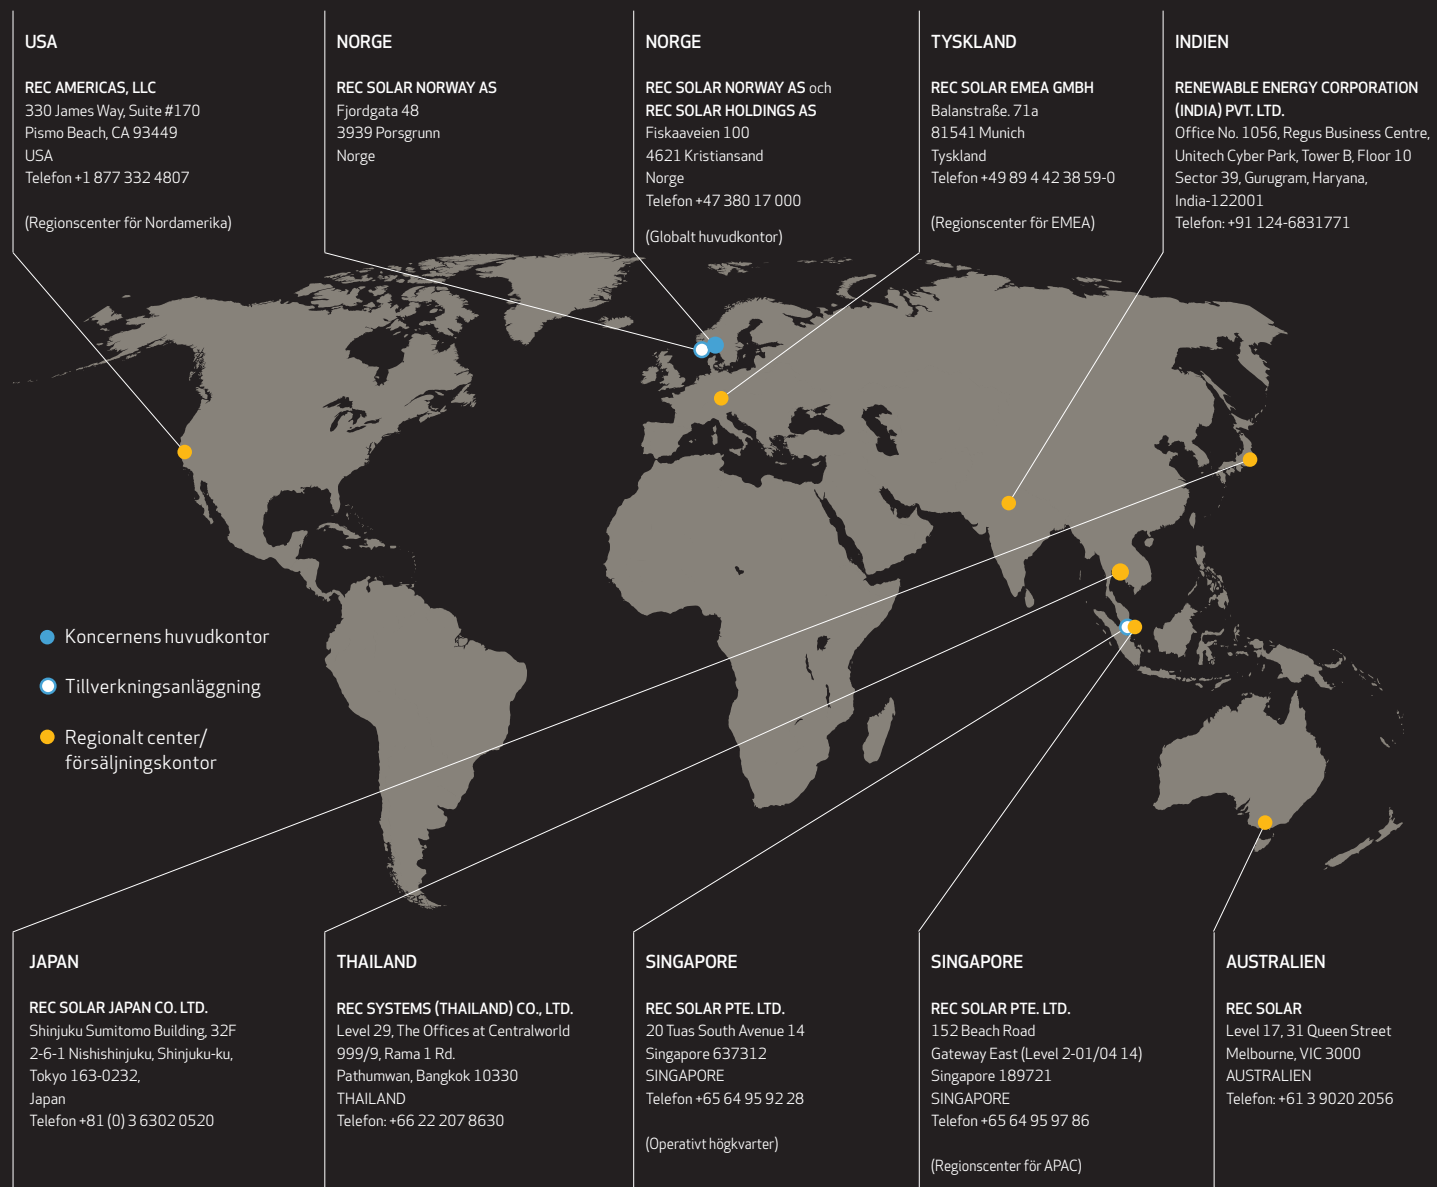 USA
REC AMERICAS, LLC
330 James Way, Suite #170
Pismo Beach, CA 93449
USA
Telefon +1 877 332 4807
(Regionscenter för Nordamerika)
NORGE
REC SOLAR NORWAY AS
Fjordgata 48
3939 Porsgrunn
Norge
NORGE
REC SOLAR NORWAY AS och
REC SOLAR HOLDINGS AS
Fiskaaveien 100
4621 Kristiansand
Norge
Telefon +47 380 17 000
(Globalt huvudkontor)
TYSKLAND
REC SOLAR EMEA GMBH
Balanstraße. 71a
81541 Munich
Tyskland
Telefon +49 89 4 42 38 59-0
(Regionscenter för EMEA)
INDIEN
RENEWABLE ENERGY CORPORATION
(INDIA) PVT. LTD.
Office No. 1056, Regus Business Centre,
Unitech Cyber Park, Tower B, Floor 10
Sector 39, Gurugram, Haryana,
India-122001
Telefon: +91 124-6831771
Koncernens huvudkontor
Tillverkningsanläggning
Regionalt center/
försäljningskontor
JAPAN
REC SOLAR JAPAN CO. LTD.
Shinjuku Sumitomo Building, 32F
2-6-1 Nishishinjuku, Shinjuku-ku,
Tokyo 163-0232,
Japan
Telefon +81 (0) 3 6302 0520
THAILAND
REC SYSTEMS (THAILAND) CO., LTD.
Level 29, The Offices at Centralworld
999/9, Rama 1 Rd.
Pathumwan, Bangkok 10330
THAILAND
Telefon: +66 22 207 8630
SINGAPORE
REC SOLAR PTE. LTD.
20 Tuas South Avenue 14
Singapore 637312
SINGAPORE
Telefon +65 64 95 92 28
(Operativt högkvarter)
SINGAPORE
REC SOLAR PTE. LTD.
152 Beach Road
Gateway East (Level 2-01/04 14)
Singapore 189721
SINGAPORE
Telefon +65 64 95 97 86
(Regionscenter för APAC)
AUSTRALIEN
REC SOLAR
Level 17, 31 Queen Street
Melbourne, VIC 3000
AUSTRALIEN
Telefon: +61 3 9020 2056